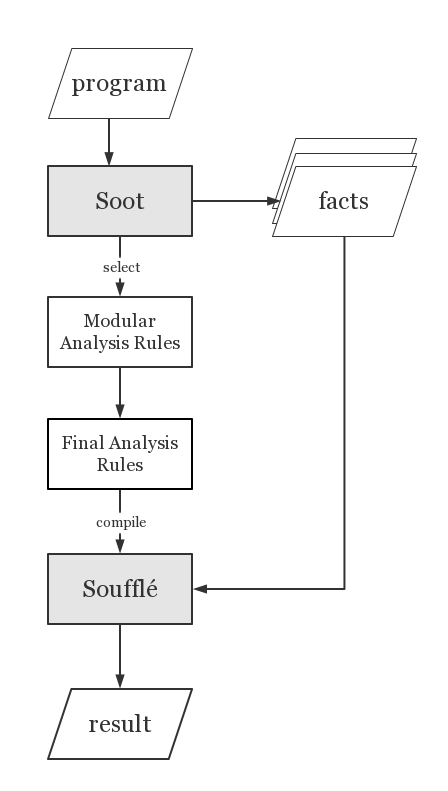 program
Soot
facts
select
Modular
Analysis Rules
Final Analysis
Rules
compile
Soufflé
result